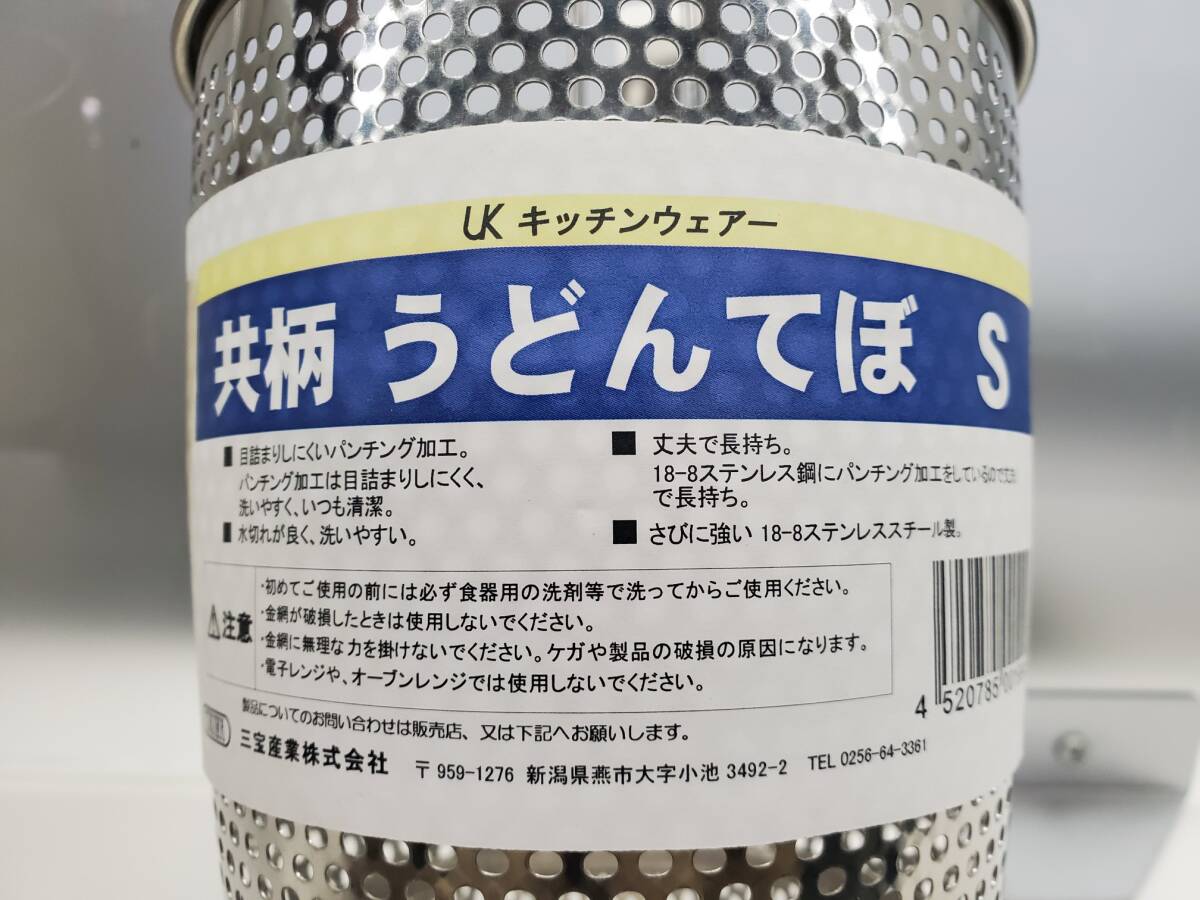 UK キッチンウェアー
共柄 うどんてぼ S
■ 目詰まりしにくいパンチング加工。
パンチング加工は目詰まりしにくく、
洗いやすく、いつも清潔。
■ 水切れが良く、洗いやすい。
■ 丈夫で長持ち。
18-8ステンレス鋼にパンチング加工をしているので丈夫
で長持ち。
■ さびに強い 18-8ステンレススチール製。
⚠注意
・初めてご使用の前には必ず食器用の洗剤等で洗ってからご使用ください。
・金網が破損したときは使用しないでください。
・金網に無理な力を掛けないでください。ケガや製品の破損の原因になります。
・電子レンジや、オーブンレンジでは使用しないでください。
4 520785 00
製品についてのお問い合わせは販売店、又は下記へお願いします。
三宝産業株式会社 〒959-1276 新潟県燕市大字小池 3492-2 TEL 0256-64-3361